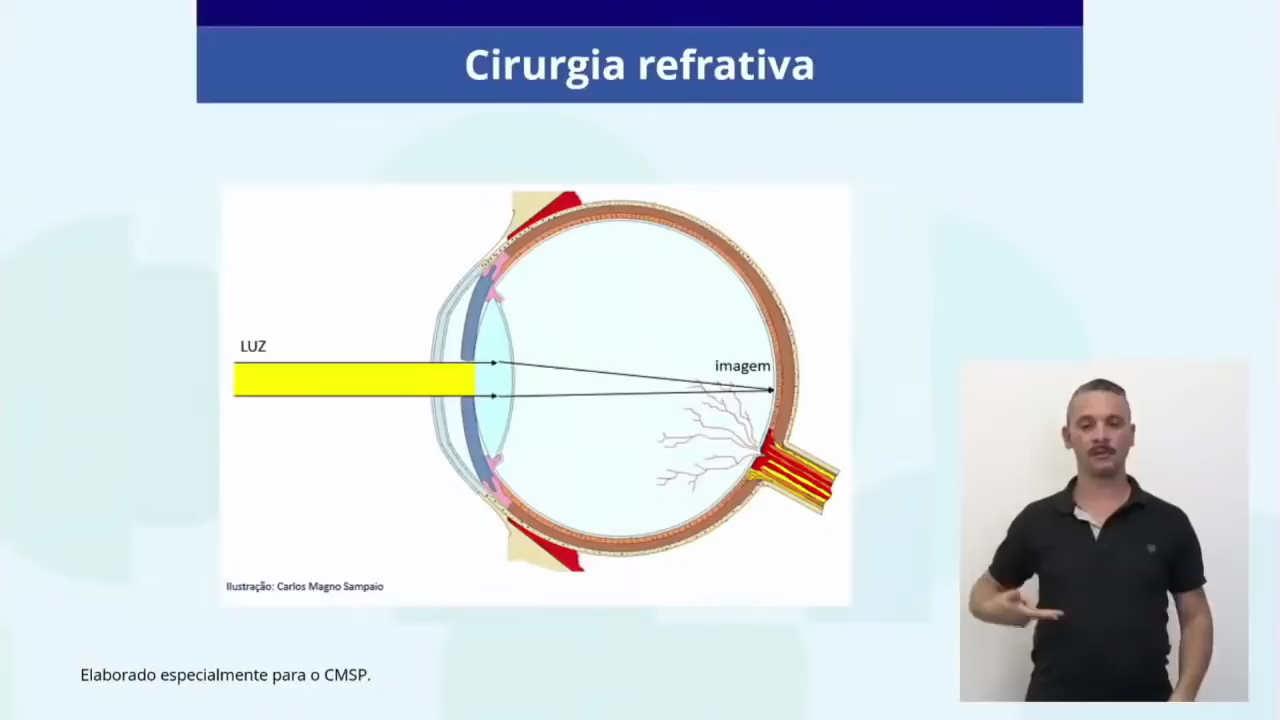 Cirurgia refrativa
LUZ
imagem
Ilustração: Carlos Magno Sampaio
Elaborado especialmente para o CMSP.